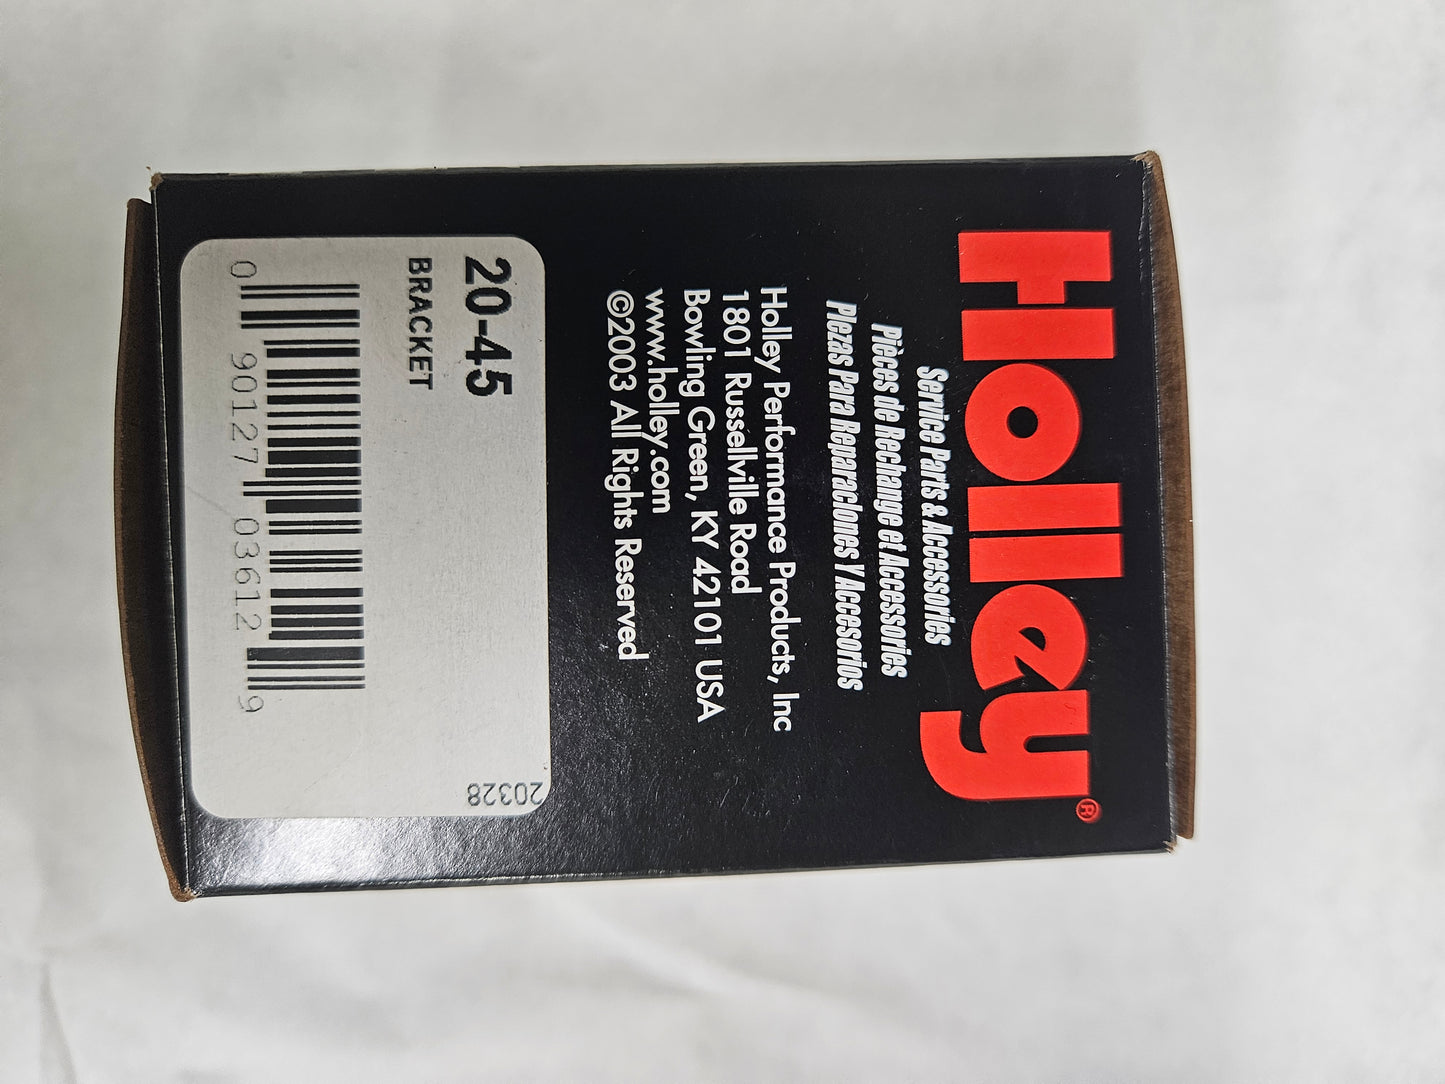 Holley®
Service Parts & Accessories
Pièces de Rechange et Accessories
Piezas Para Reparaciones Y Accesorios
Holley Performance Products, Inc
1801 Russellville Road
Bowling Green, KY 42101 USA
www.holley.com
©2003 All Rights Reserved
20-45
BRACKET
0 90127 03612 9
20328